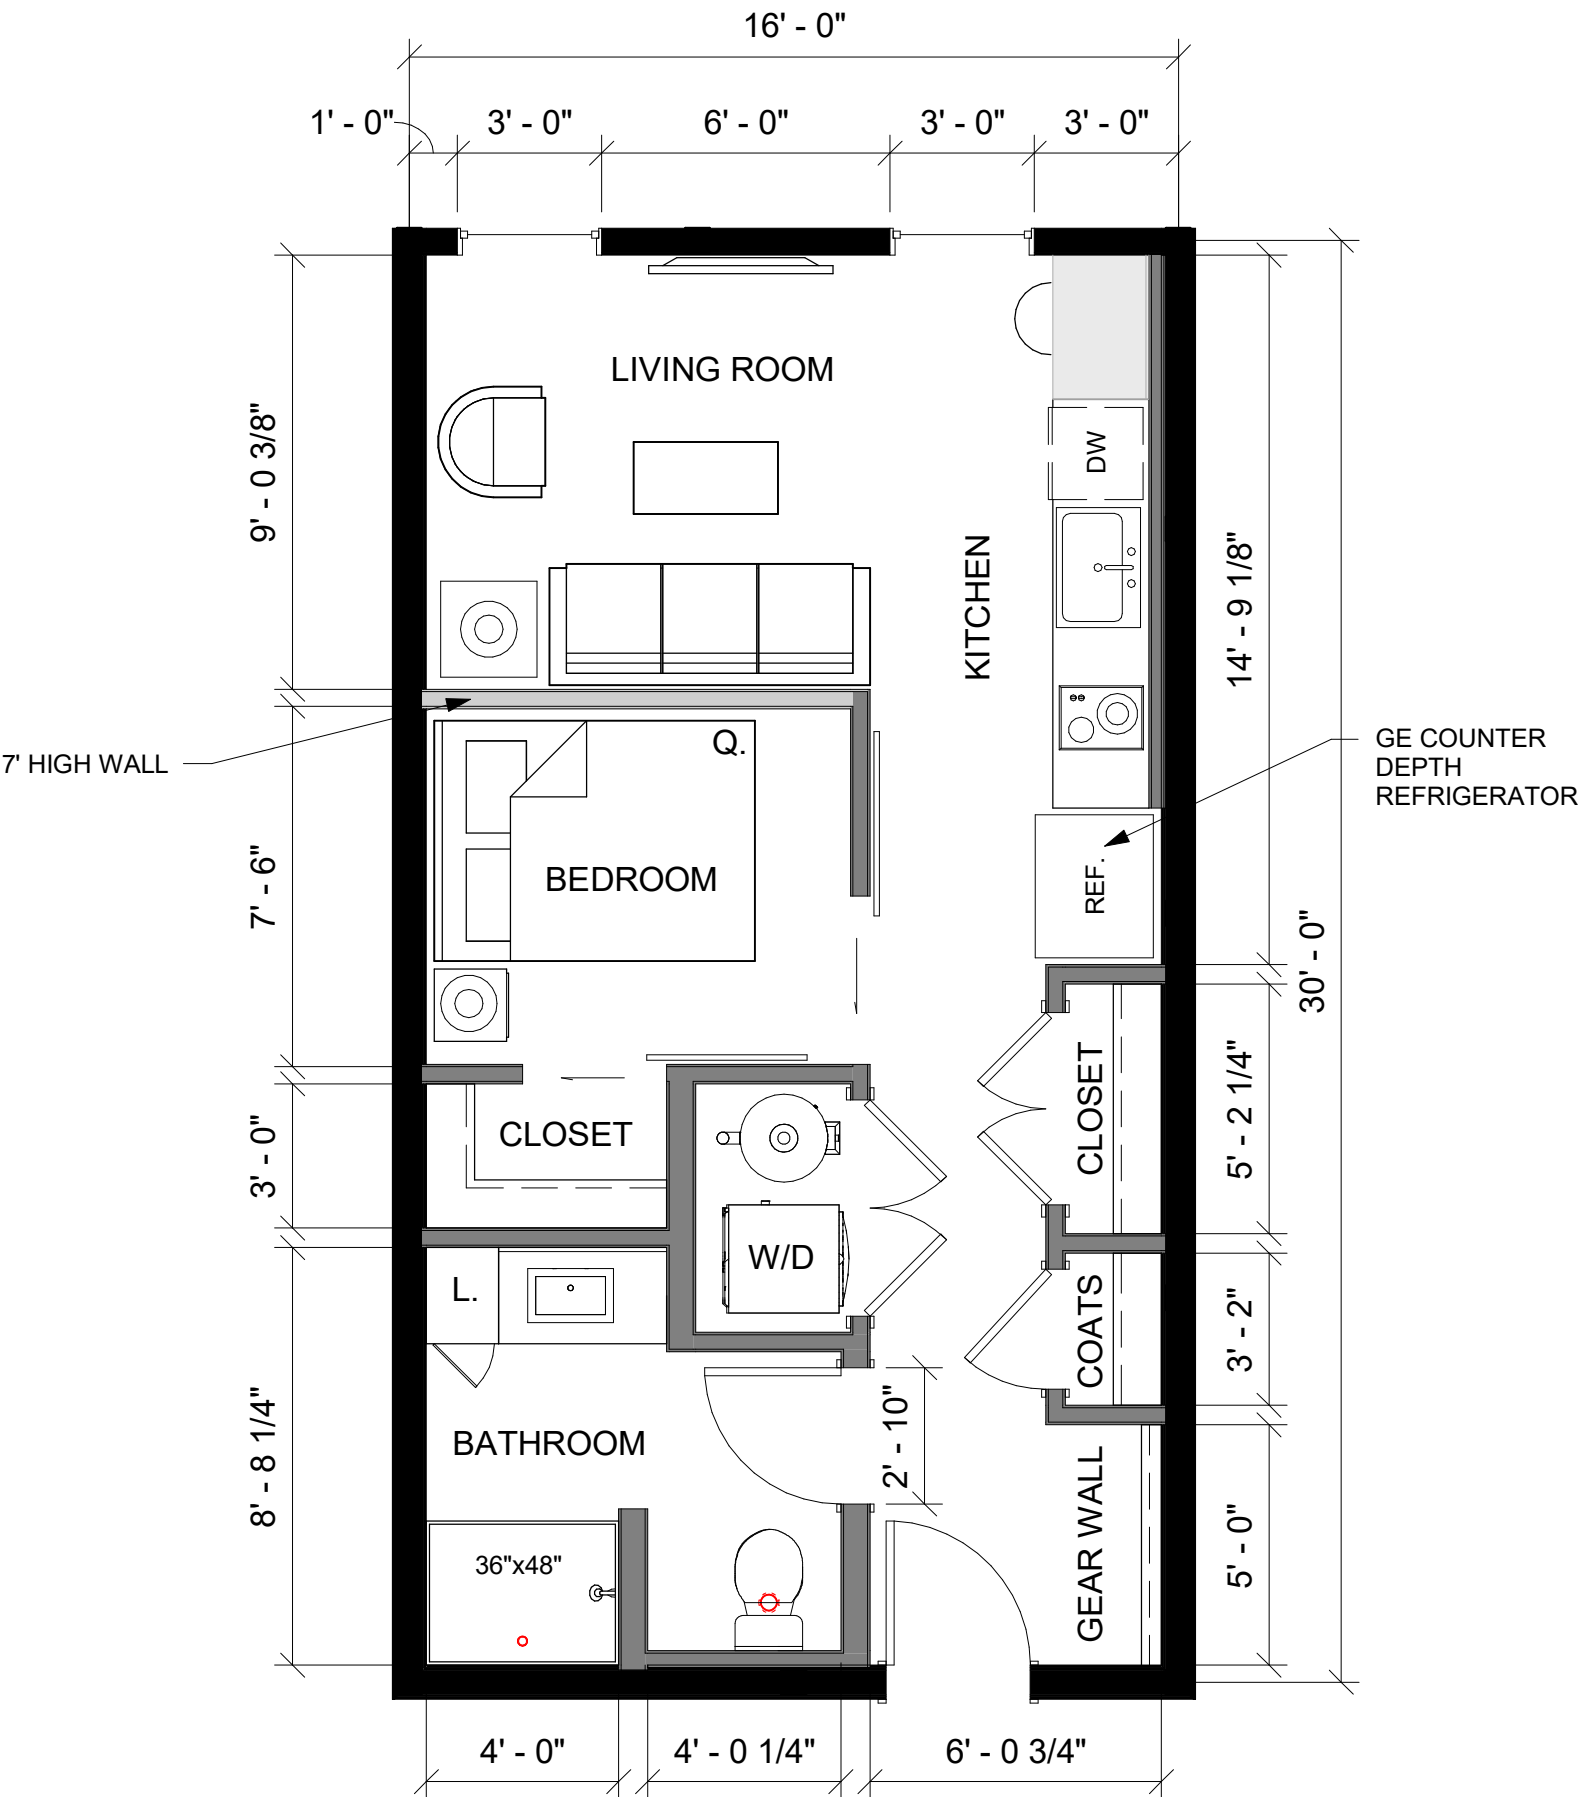 16' - 0"
1' - 0"
3' - 0"
6' - 0"
3' - 0"
3' - 0"
LIVING ROOM
9' - 0 3/8"
DW
KITCHEN
14' - 9 1/8"
7' HIGH WALL
Q.
GE COUNTER
DEPTH
REFRIGERATOR
BEDROOM
7' - 6"
REF.
30' - 0"
CLOSET
3' - 0"
CLOSET
5' - 2 1/4"
W/D
L.
COATS
3' - 2"
BATHROOM
8' - 8 1/4"
2' - 10"
GEAR WALL
5' - 0"
36"x48"
4' - 0"
4' - 0 1/4"
6' - 0 3/4"